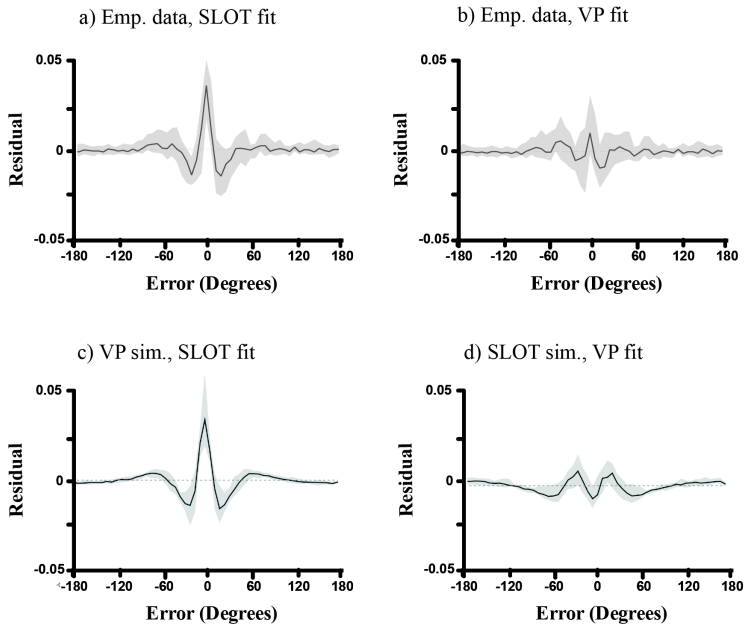 a) Emp. data, SLOT fit
b) Emp. data, VP fit
0.05
0
-0.05
Residual
-180 -120 -60 0 60 120 180
Error (Degrees)
0.05
0
-0.05
Residual
-180 -120 -60 0 60 120 180
Error (Degrees)
c) VP sim., SLOT fit
d) SLOT sim., VP fit
0.05
0
-0.05
Residual
-180 -120 -60 0 60 120 180
Error (Degrees)
0.05
0
-0.05
Residual
-180 -120 -60 0 60 120 180
Error (Degrees)